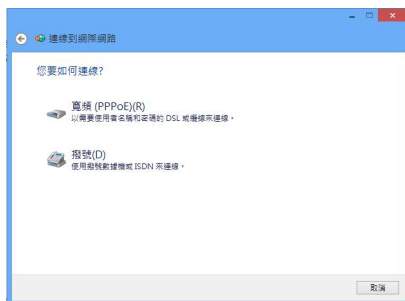 連線到網際網路
您要如何連線?
寬頻 (PPPoE)(R)
以需要使用者名稱和密碼的 DSL 或纜線來連線。
撥號(D)
使用撥號數據機或 ISDN 來連線。
取消